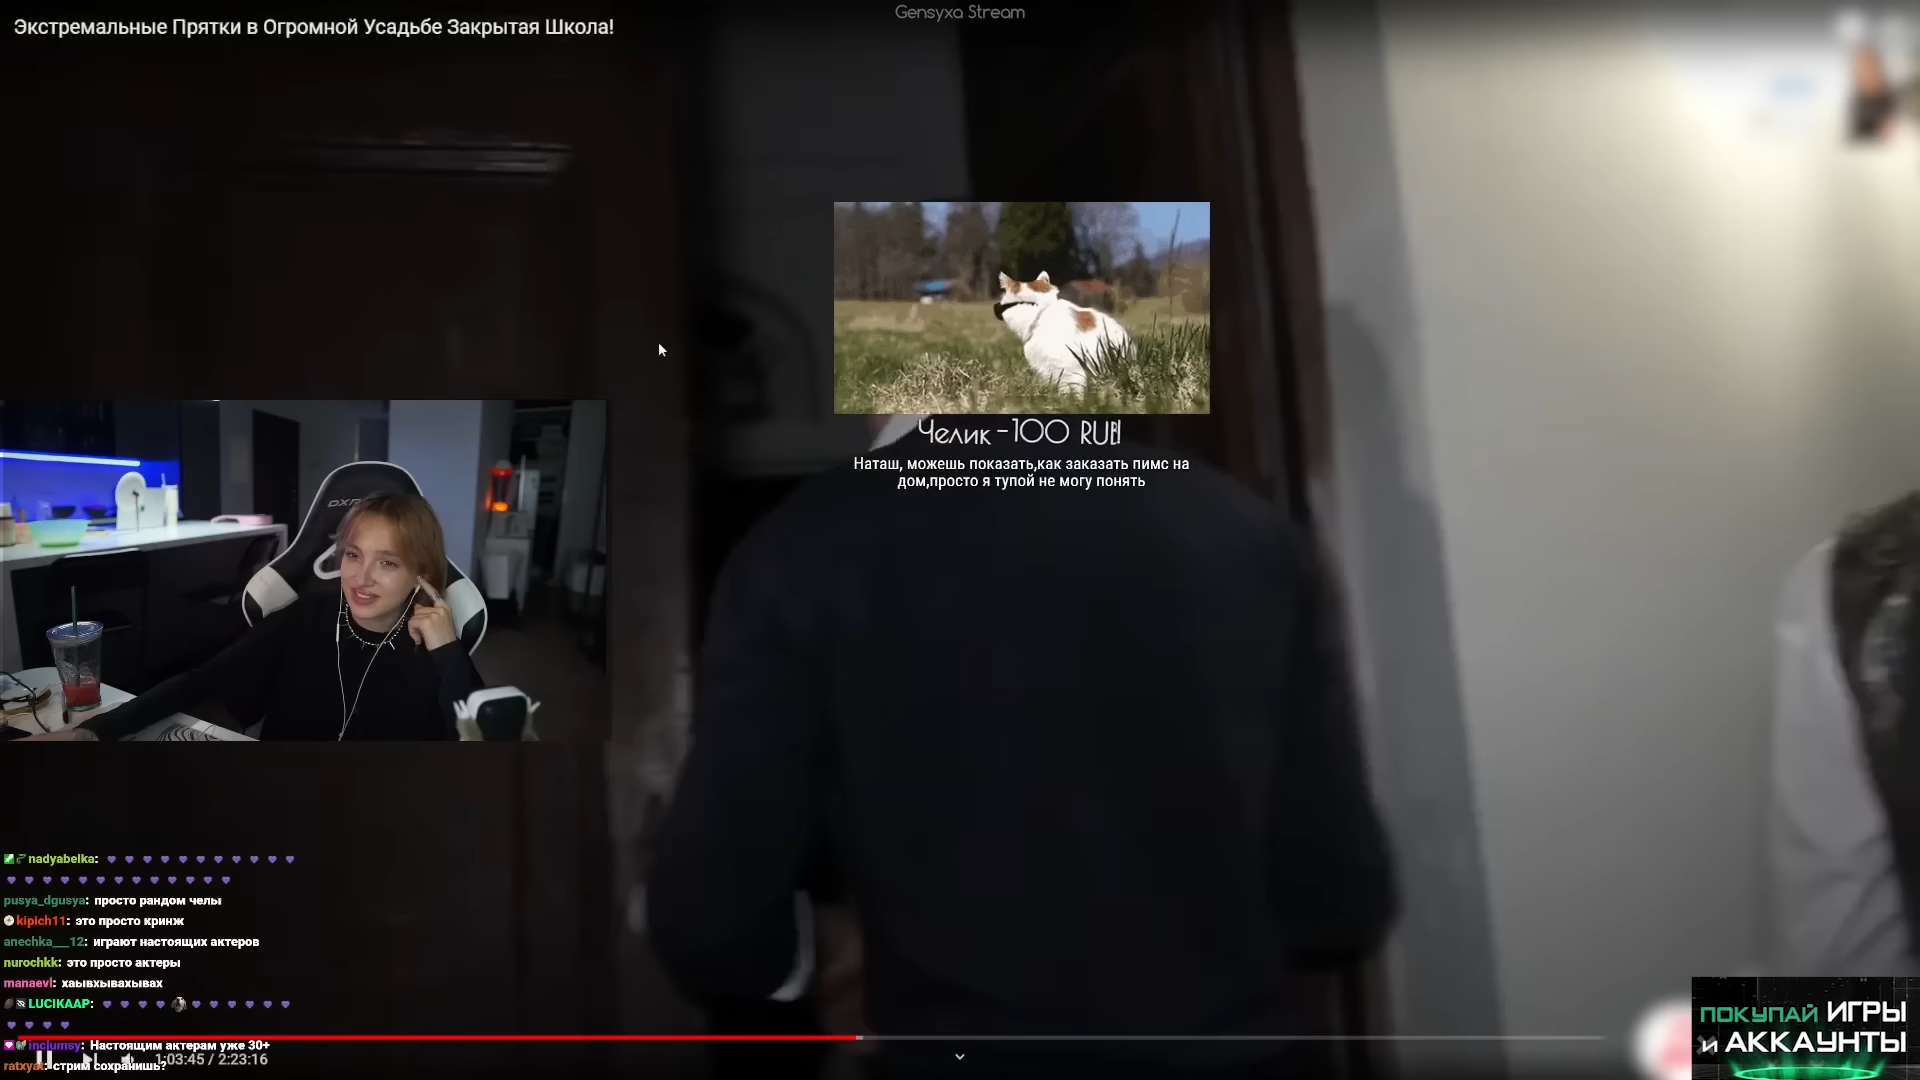 Gensyxa Stream
Экстремальные Прятки в Огромной Усадьбе Закрытая Школа!
Челик - 100 RUB!
Наташ, можешь показать,как заказать пимс на
дом,просто я тупой не могу понять
nadyabelka:
pusya_dgusya: просто рандом челы
kipich11: это просто кринж
anechka___12: играют настоящих актеров
nurochkk: это просто актеры
manaevl: хаывхывахывах
LUCIKAAP:
inclumsy: Настоящим актерам уже 30+
1:03:45 / 2:23:16
стрим сохранишь?
ПОКУПАЙ ИГРЫ
и АККАУНТЫ